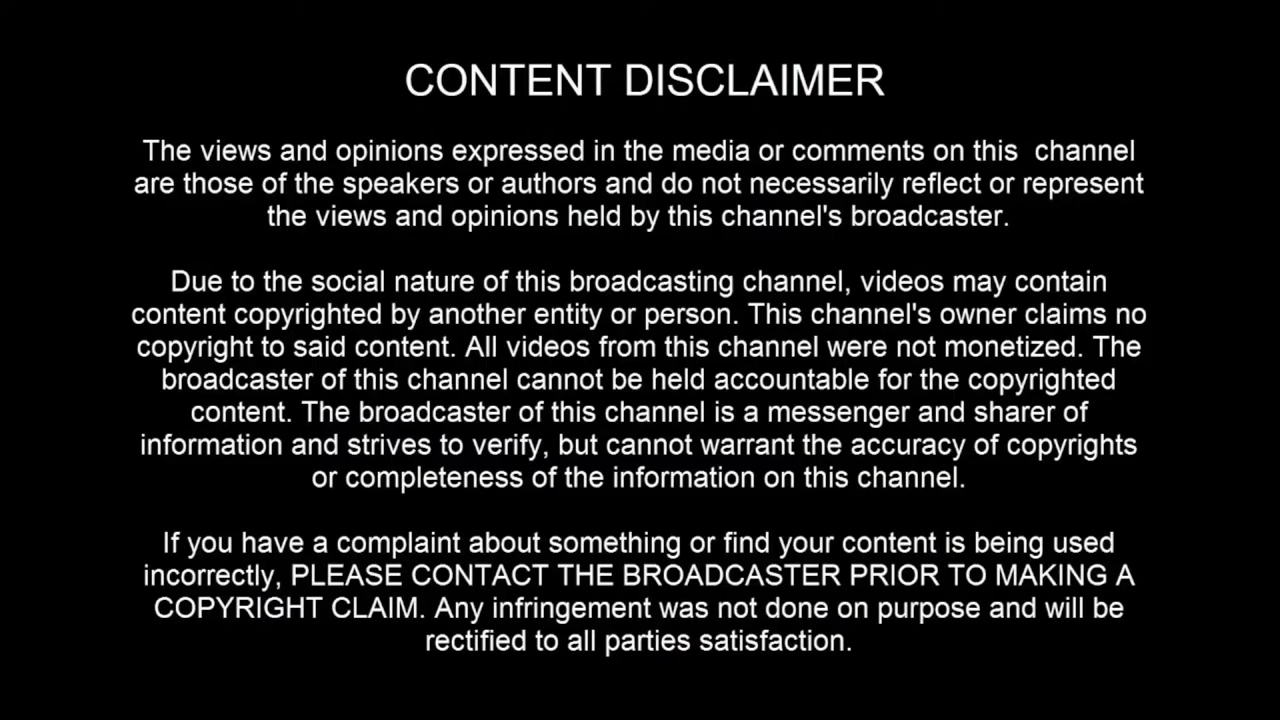 CONTENT DISCLAIMER
The views and opinions expressed in the media or comments on this channel
are those of the speakers or authors and do not necessarily reflect or represent
the views and opinions held by this channel's broadcaster.
Due to the social nature of this broadcasting channel, videos may contain
content copyrighted by another entity or person. This channel's owner claims no
copyright to said content. All videos from this channel were not monetized. The
broadcaster of this channel cannot be held accountable for the copyrighted
content. The broadcaster of this channel is a messenger and sharer of
information and strives to verify, but cannot warrant the accuracy of copyrights
or completeness of the information on this channel.
If you have a complaint about something or find your content is being used
incorrectly, PLEASE CONTACT THE BROADCASTER PRIOR TO MAKING A
COPYRIGHT CLAIM. Any infringement was not done on purpose and will be
rectified to all parties satisfaction.